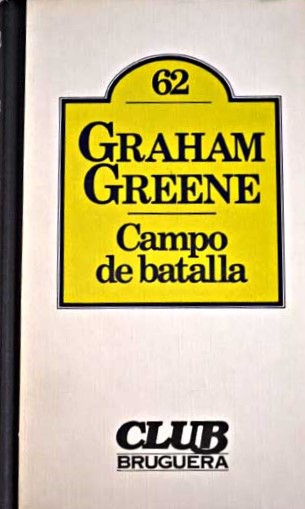 62
GRAHAM
GREENE
Campo
de batalla
CLUB
BRUGUERA